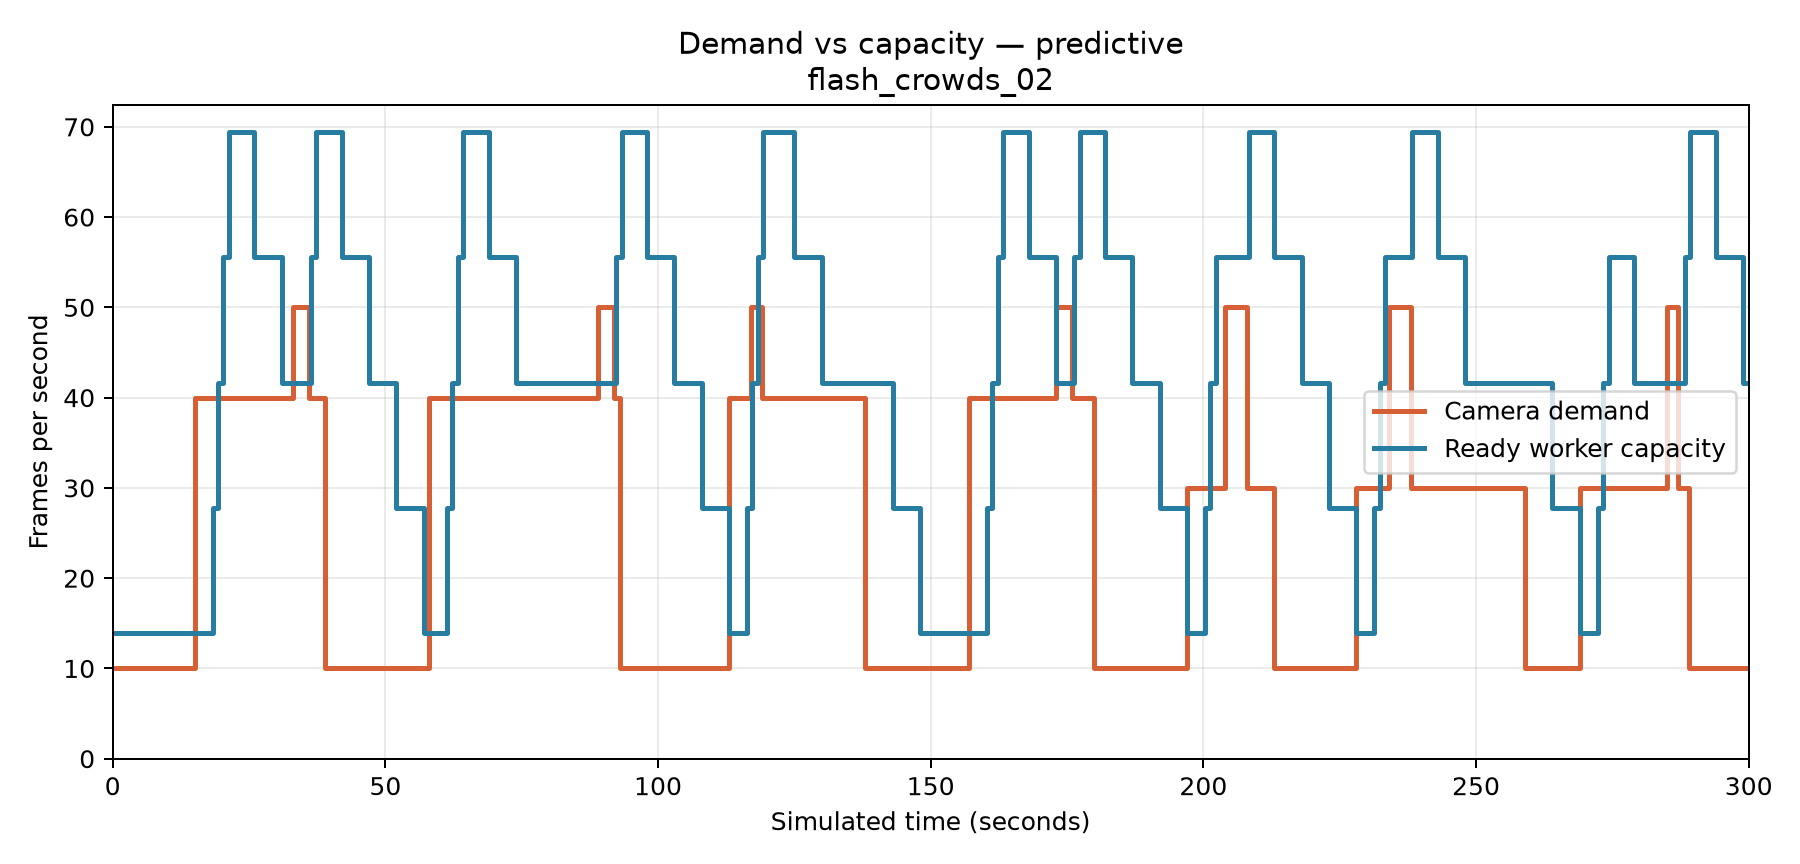 Demand vs capacity — predictive
flash_crowds_02
Frames per second
70
60
50
40
30
20
10
0
Camera demand
Ready worker capacity
0 50 100 150 200 250 300
Simulated time (seconds)